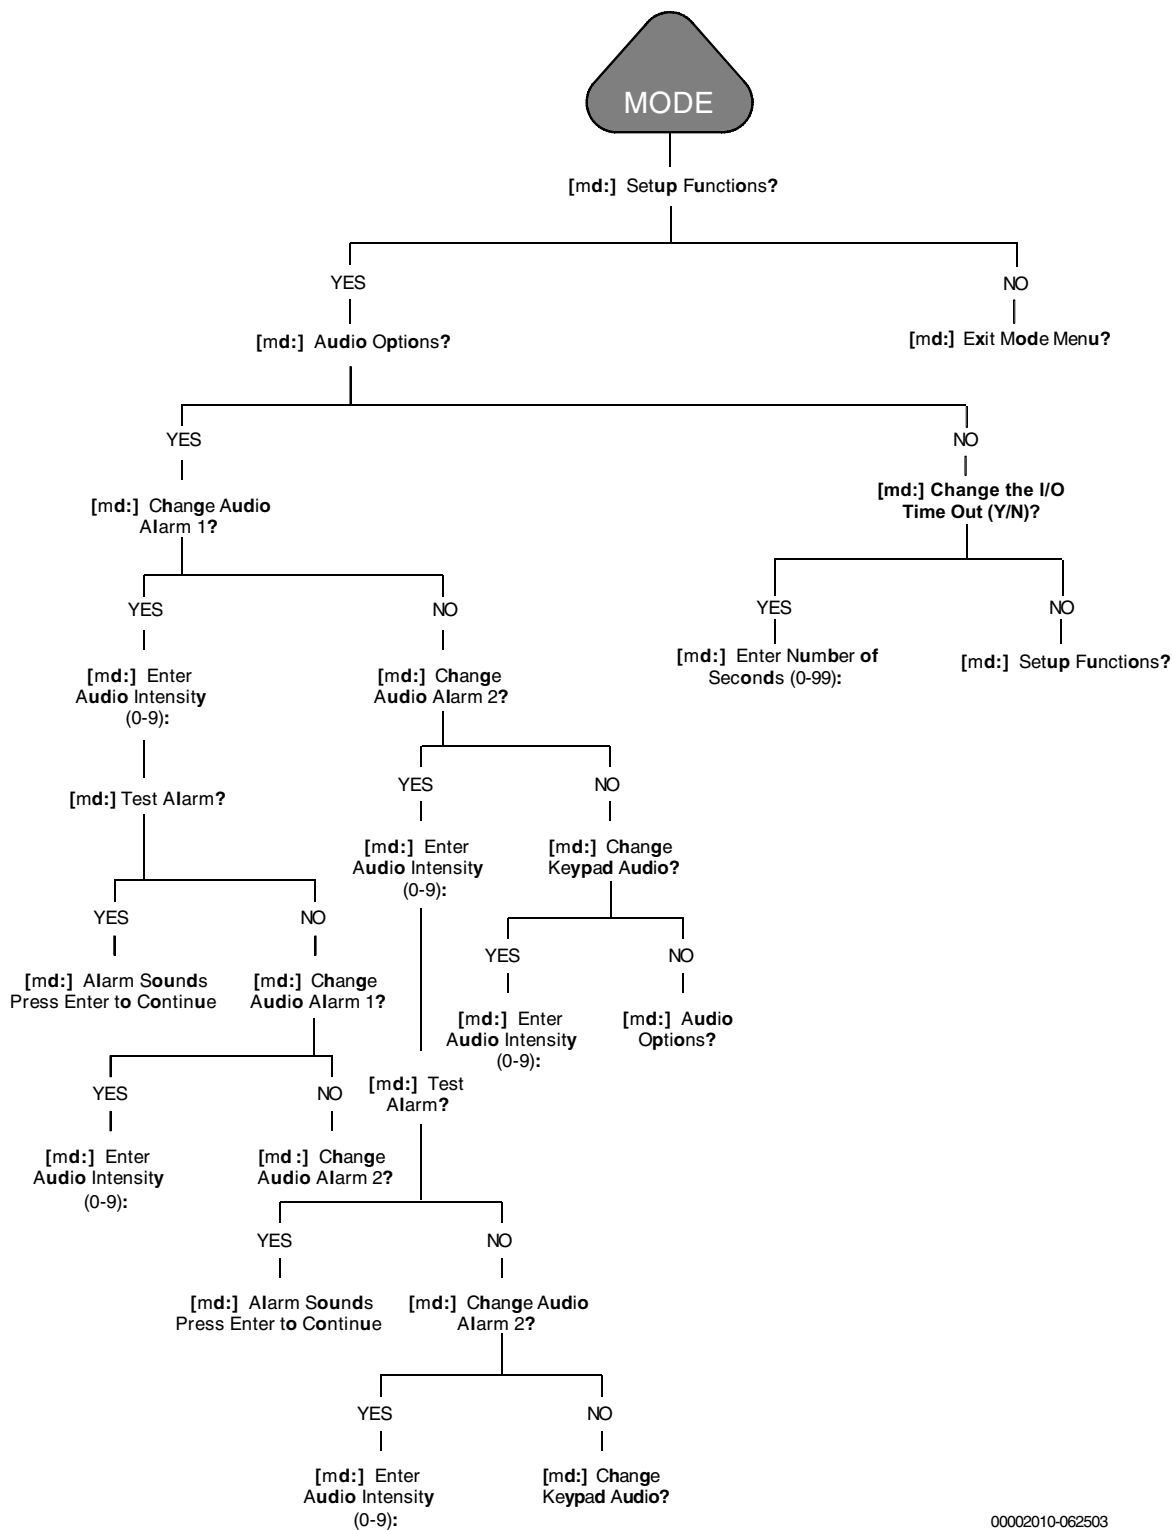 MODE
[md:] Setup Functions?
YES
NO
[md:] Audio Options?
[md:] Exit Mode Menu?
YES
NO
[md:] Change Audio
Alarm 1?
[md:] Change the I/O
Time Out (Y/N)?
YES
NO
YES
NO
[md:] Enter
Audio Intensity
(0-9):
[md:] Change
Audio Alarm 2?
[md:] Enter Number of
Seconds (0-99):
[md:] Setup Functions?
YES
NO
[md:] Test Alarm?
[md:] Enter
Audio Intensity
(0-9):
[md:] Change
Keypad Audio?
YES
NO
YES
NO
[md:] Alarm Sounds
Press Enter to Continue
[md:] Change
Audio Alarm 1?
[md:] Enter
Audio Intensity
(0-9):
[md:] Audio
Options?
YES
NO
[md:] Test
Alarm?
[md:] Enter
Audio Intensity
(0-9):
[md :] Change
Audio Alarm 2?
YES
NO
[md:] Alarm Sounds
Press Enter to Continue
[md:] Change Audio
Alarm 2?
YES
NO
[md:] Enter
Audio Intensity
(0-9):
[md:] Change
Keypad Audio?
00002010-062503